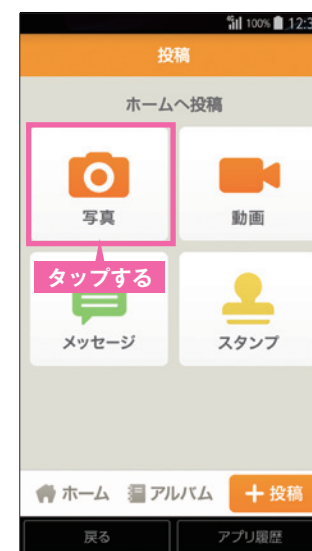 100% 12:3
投稿
ホームへ投稿
写真
動画
タップする
メッセージ
スタンプ
ホーム アルバム +投稿
戻る アプリ履歴